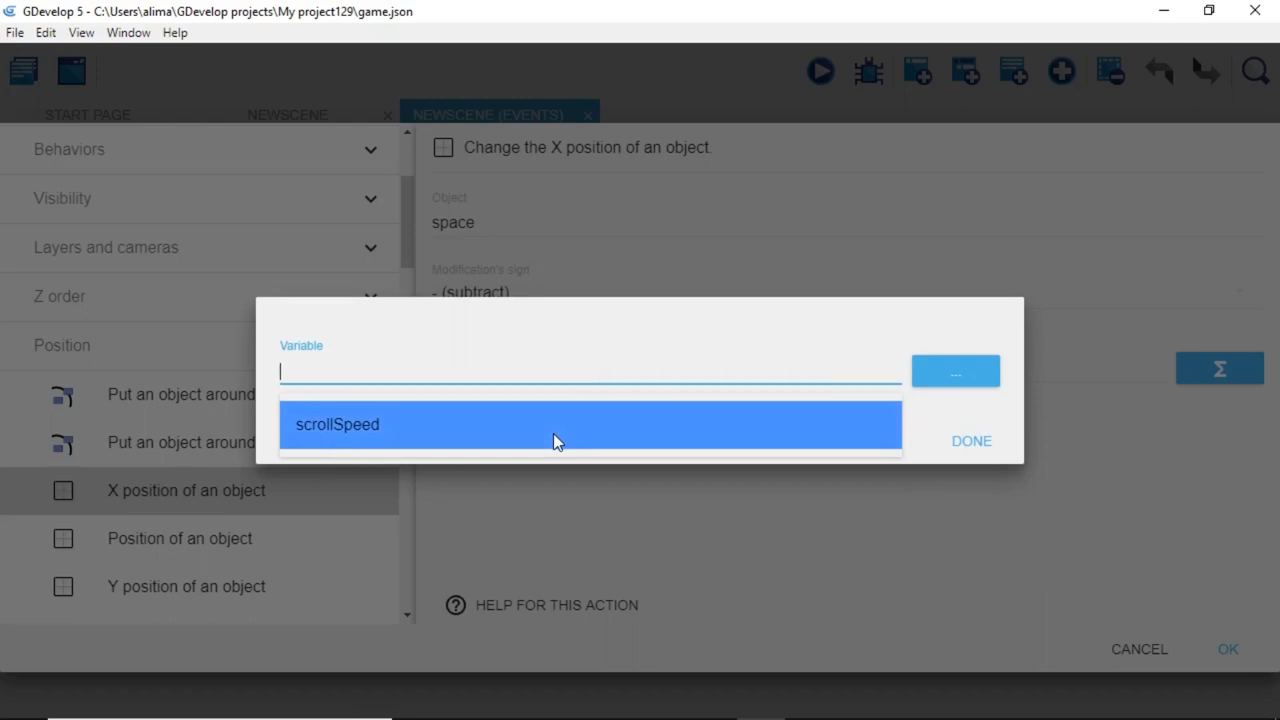 GDevelop 5 - C:\Users\alima\GDevelop projects\My project129\game.json
File Edit View Window Help
START PAGE
NEWSCENE
NEWSCENE (EVENTS)
Behaviors
Visibility
Layers and cameras
Z order
Position
Put an object around
Put an object around
X position of an object
Position of an object
Y position of an object
Change the X position of an object.
Object
space
Modification's sign
- (subtract)
Σ
Variable
...
scrollSpeed
DONE
HELP FOR THIS ACTION
CANCEL
OK